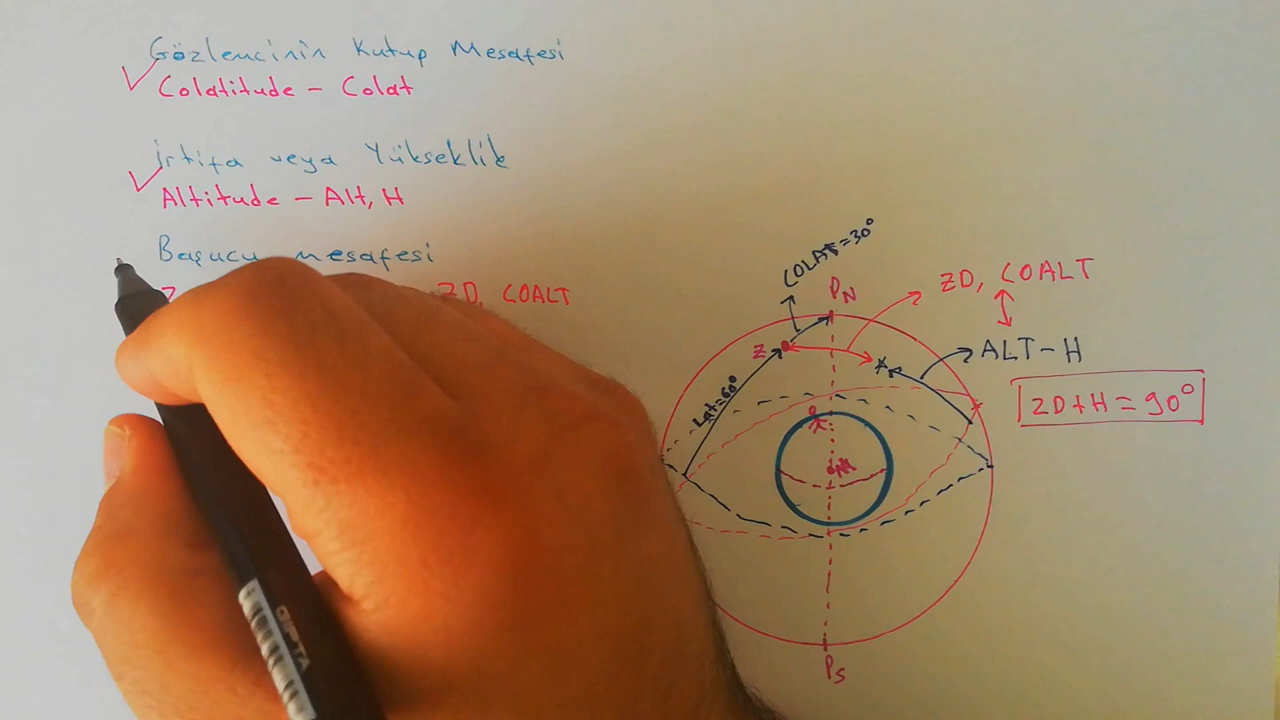 Gözlemcinin Kutup Mesafesi
Colatitude - Colat
İrtifa veya Yükseklik
Altitude - Alt, H
Başucu mesafesi
Z
ZD, COALT
COLAT=30°
PN
Z
ZD, COALT
ALT-H
ZD+H=90°
Lat=60°
M
PS